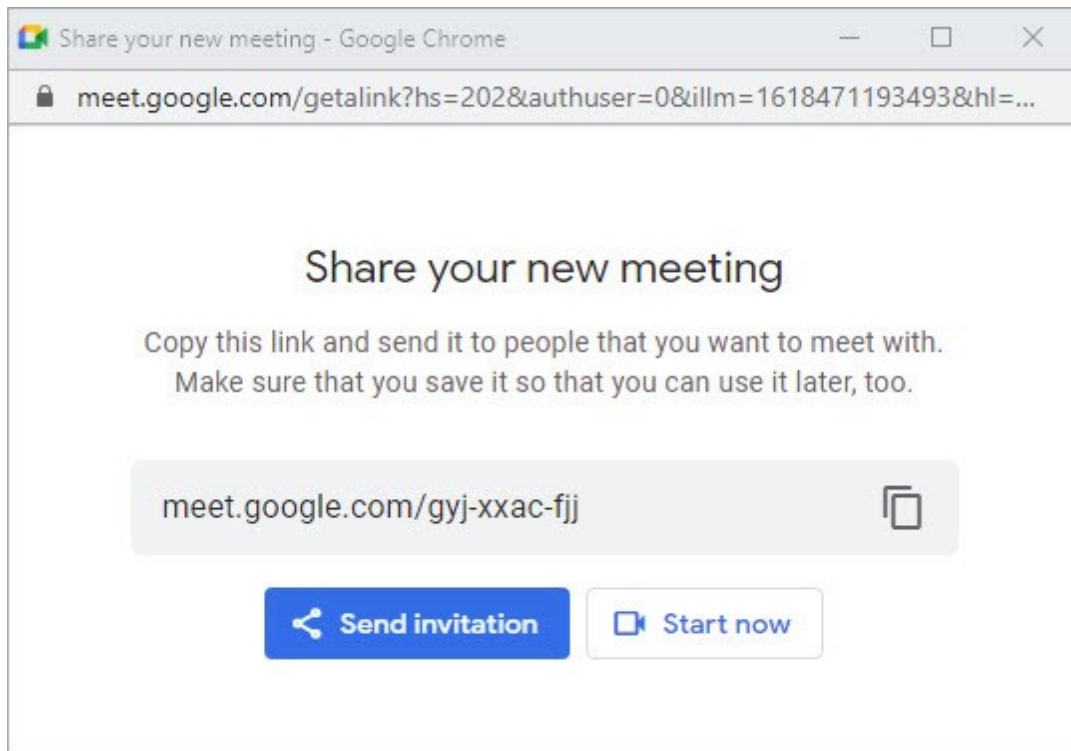 Share your new meeting - Google Chrome
meet.google.com/getalink?hs=202&authuser=0&illm=1618471193493&hl=...
Share your new meeting
Copy this link and send it to people that you want to meet with.
Make sure that you save it so that you can use it later, too.
meet.google.com/gyj-xxac-fjj
Send invitation
Start now